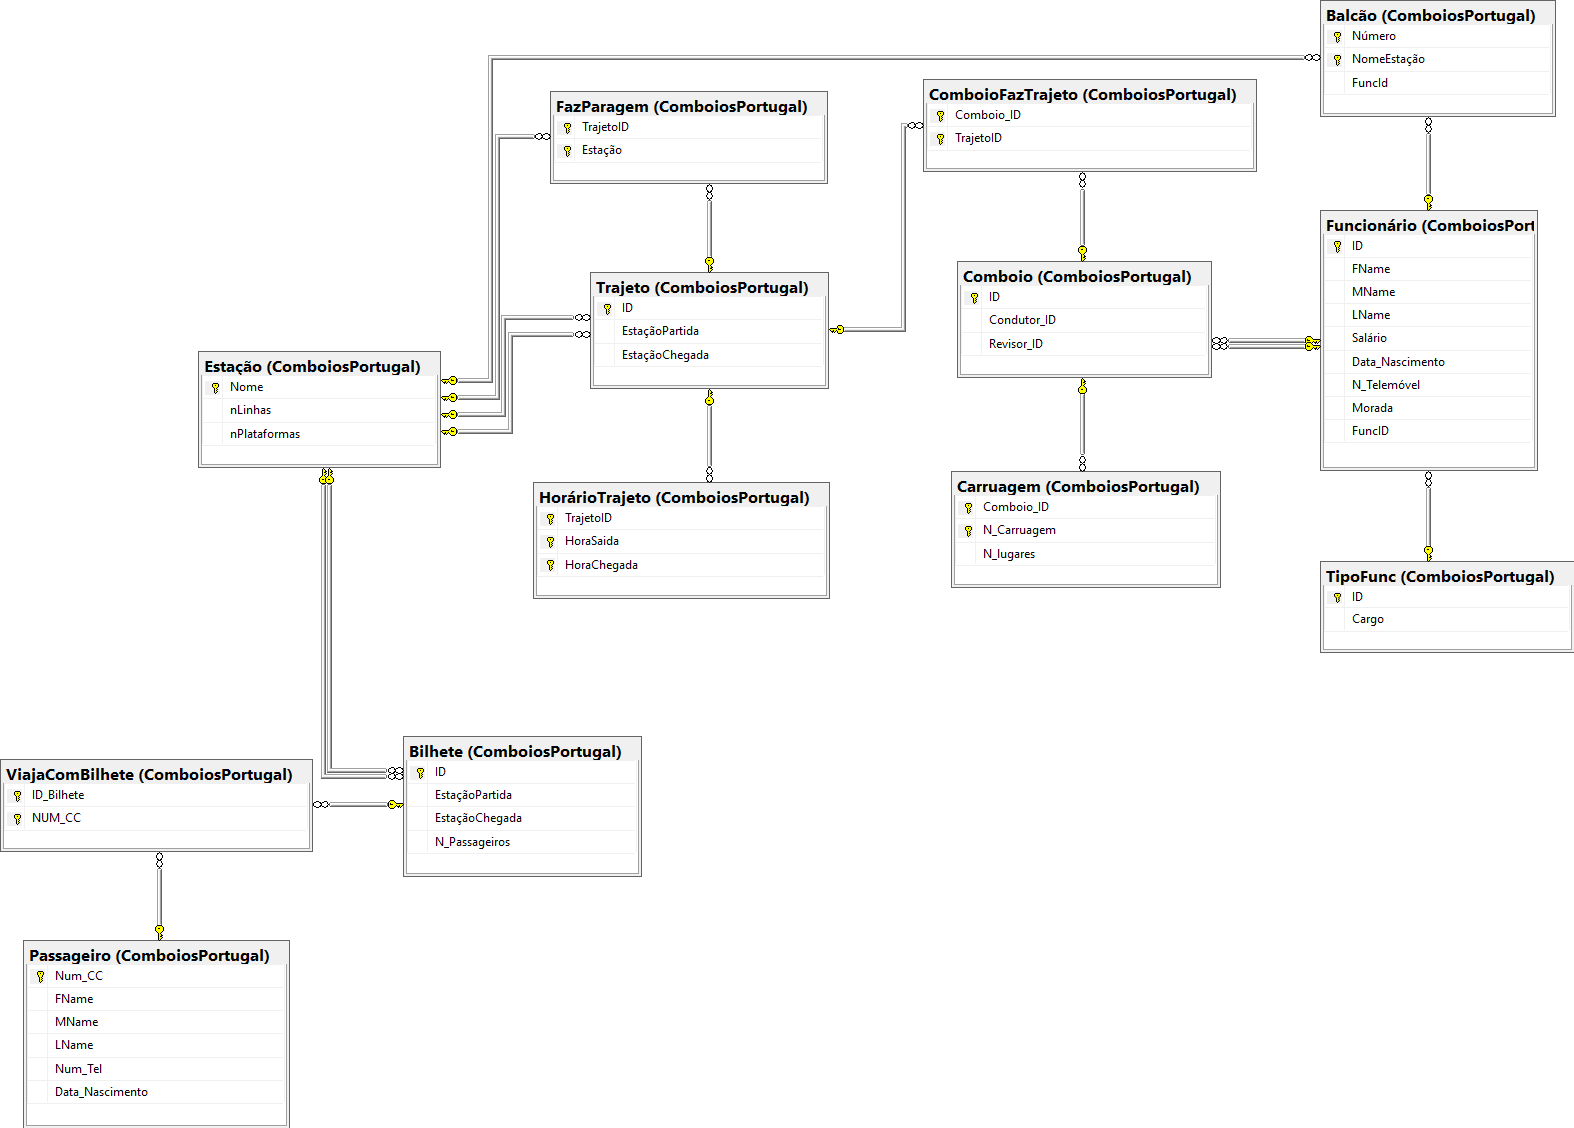 Balcão (ComboiosPortugal)
Número
NomeEstação
FuncId
FazParagem (ComboiosPortugal)
TrajetoID
Estação
ComboioFazTrajeto (ComboiosPortugal)
Comboio_ID
TrajetoID
Funcionário (ComboiosPort
ID
FName
MName
LName
Salário
Data_Nascimento
N_Telemóvel
Morada
FuncID
Trajeto (ComboiosPortugal)
ID
EstaçãoPartida
EstaçãoChegada
Comboio (ComboiosPortugal)
ID
Condutor_ID
Revisor_ID
Estação (ComboiosPortugal)
Nome
nLinhas
nPlataformas
HorárioTrajeto (ComboiosPortugal)
TrajetoID
HoraSaida
HoraChegada
Carruagem (ComboiosPortugal)
Comboio_ID
N_Carruagem
N_lugares
TipoFunc (ComboiosPortugal)
ID
Cargo
ViajaComBilhete (ComboiosPortugal)
ID_Bilhete
NUM_CC
Bilhete (ComboiosPortugal)
ID
EstaçãoPartida
EstaçãoChegada
N_Passageiros
Passageiro (ComboiosPortugal)
Num_CC
FName
MName
LName
Num_Tel
Data_Nascimento